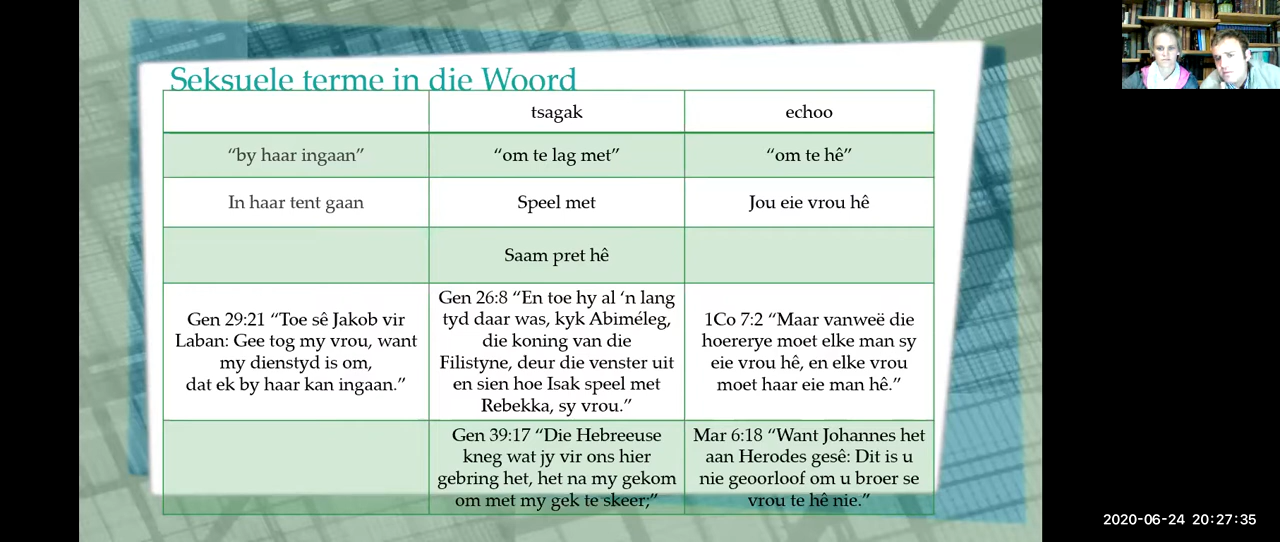 Seksuele terme in die Woord
tsagak
echoo
“by haar ingaan”
“om te lag met”
“om te hê”
In haar tent gaan
Speel met
Jou eie vrou hê
Saam pret hê
Gen 29:21 “Toe sê Jakob vir
Laban: Gee tog my vrou, want
my dienstyd is om,
dat ek by haar kan ingaan.”
Gen 26:8 “En toe hy al ‘n lang
tyd daar was, kyk Abiméleg,
die koning van die
Filistyne, deur die venster uit
en sien hoe Isak speel met
Rebekka, sy vrou.”
1Co 7:2 “Maar vanweë die
hoererye moet elke man sy
eie vrou hê, en elke vrou
moet haar eie man hê.”
Gen 39:17 “Die Hebreeuse
kneg wat jy vir ons hier
gebring het, het na my gekom
om met my gek te skeer;”
Mar 6:18 “Want Johannes het
aan Herodes gesê: Dit is u
nie geoorloof om u broer se
vrou te hê nie.”
2020-06-24 20:27:35